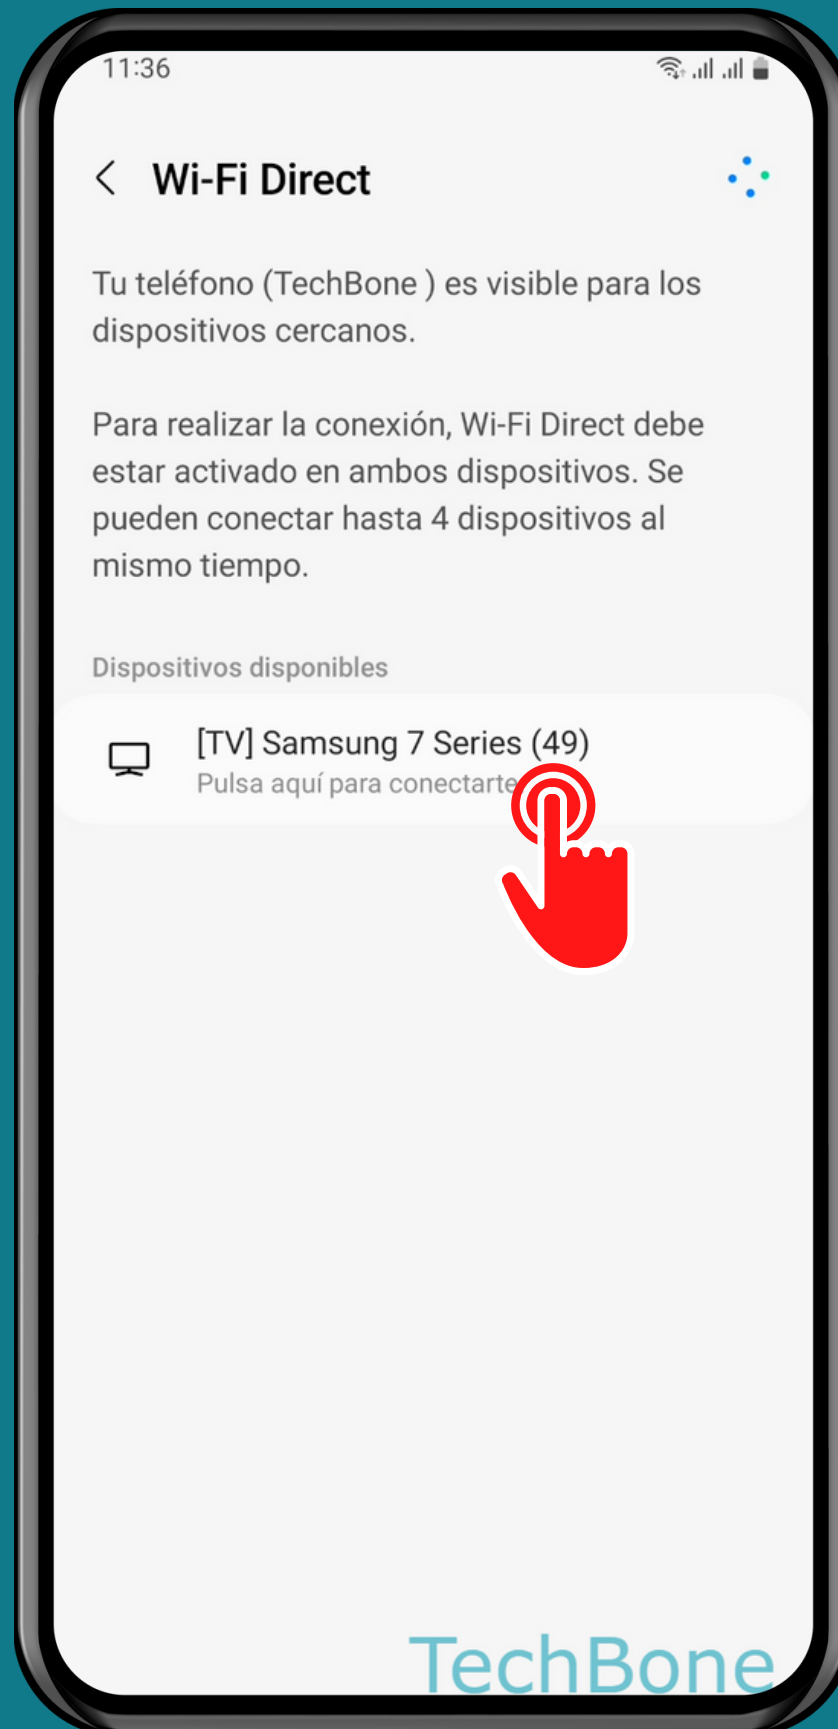 11:36
Wi-Fi Direct
Tu teléfono (TechBone ) es visible para los
dispositivos cercanos.
Para realizar la conexión, Wi-Fi Direct debe
estar activado en ambos dispositivos. Se
pueden conectar hasta 4 dispositivos al
mismo tiempo.
Dispositivos disponibles
[TV] Samsung 7 Series (49)
Pulsa aquí para conectarte
TechBone